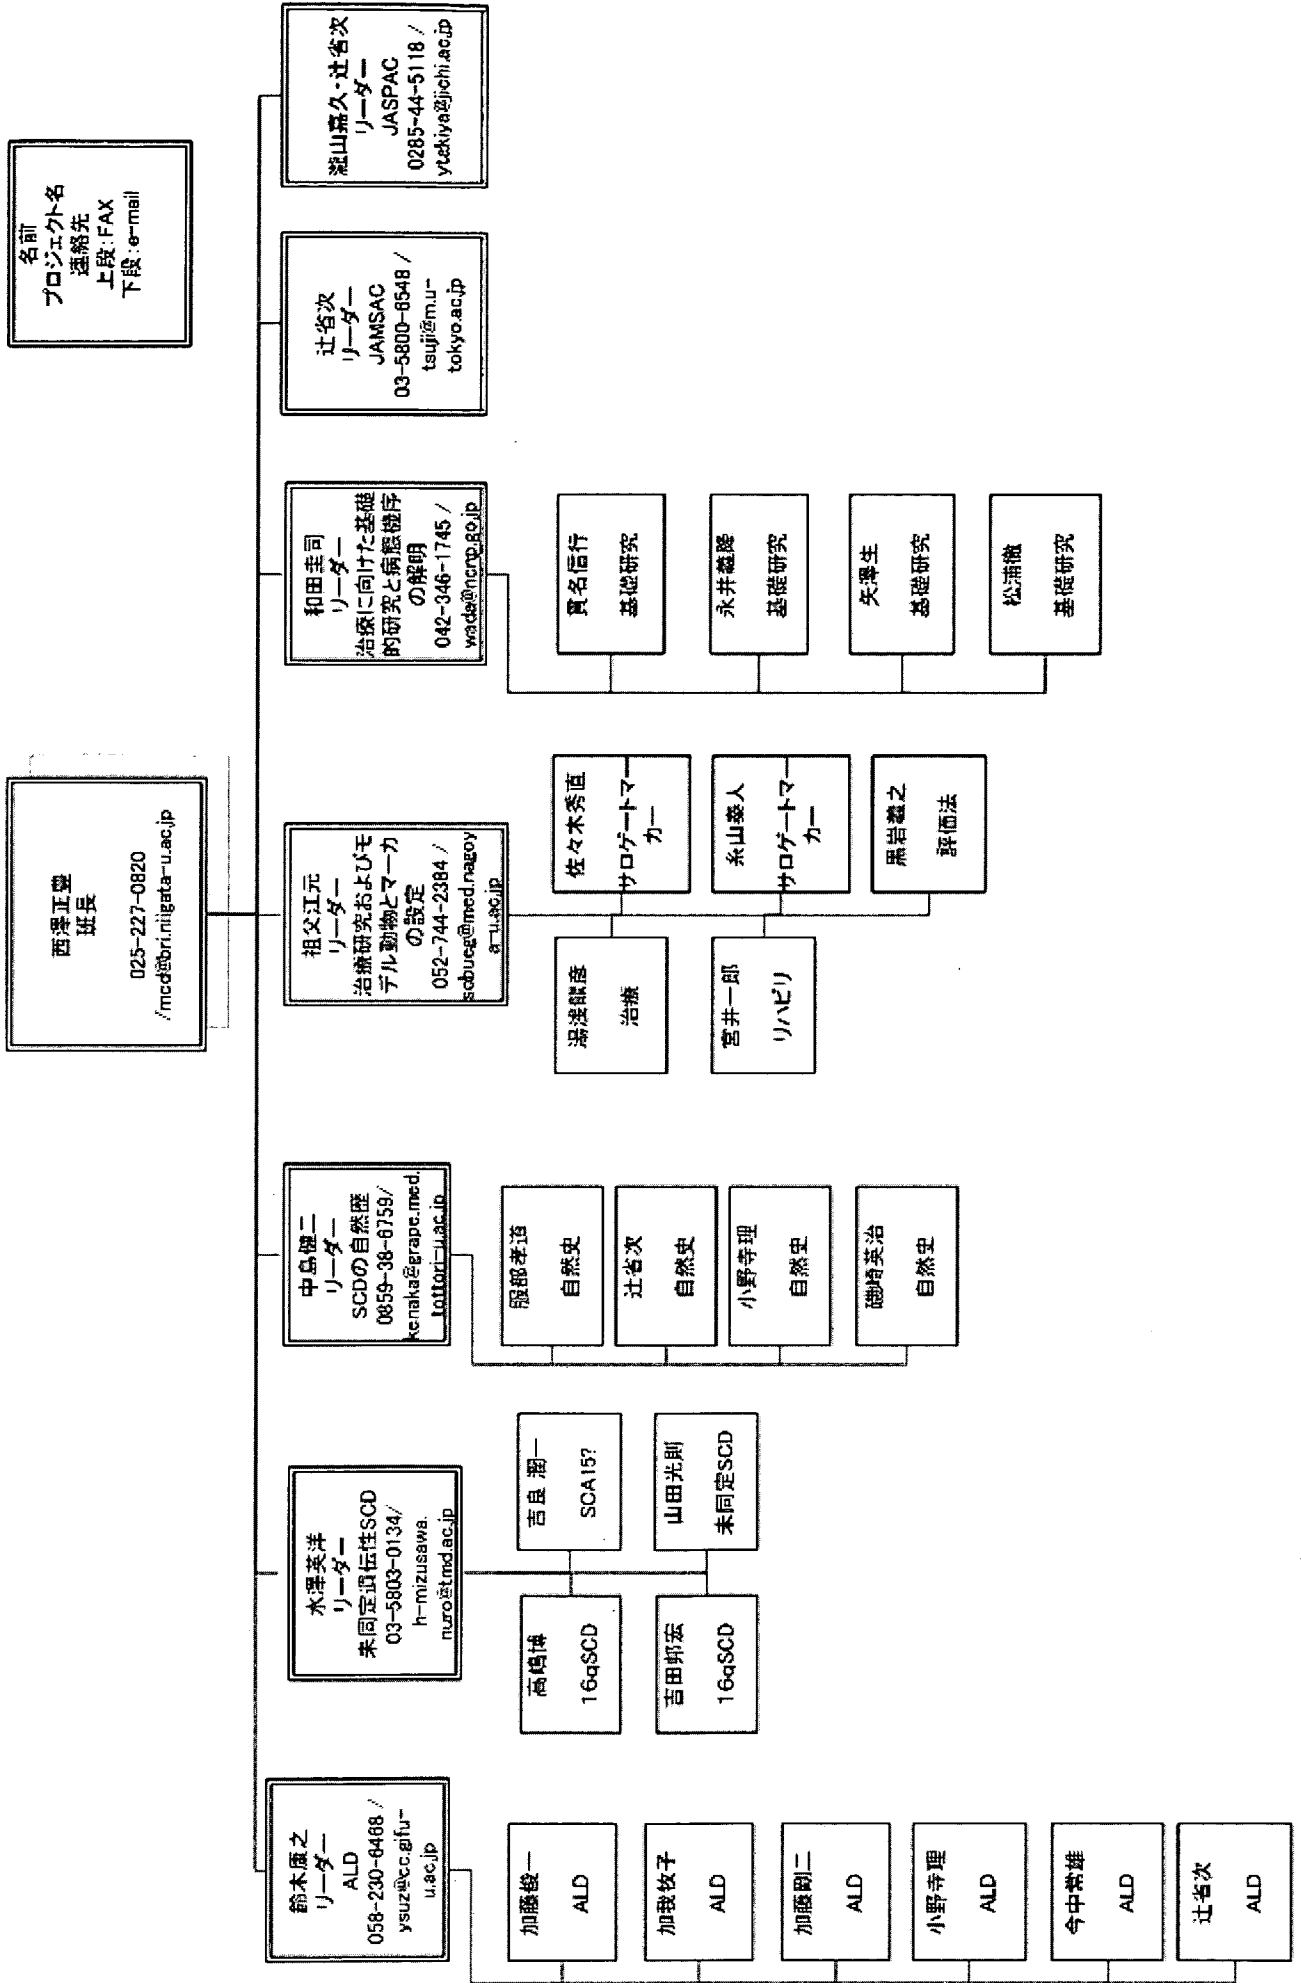 名前
プロジェクト名
連絡先
上段:FAX
下段:e-mail
西澤正豊
班長
025-227-0820
/mcd@bri.niigata-u.ac.jp
鈴木康之
リーダー
ALD
058-230-6468 /
ysuz@cc.gifu-
u.ac.jp
加藤俊一
ALD
加我牧子
ALD
加藤剛二
ALD
小野寺理
ALD
今中常雄
ALD
辻省次
ALD
水澤英洋
リーダー
未同定遺伝性SCD
03-5803-0134/
h-mizusawa.
nuro@tmd.ac.jp
高嶋博
16qSCD
吉良 潤一
SCA15?
吉田邦宏
16qSCD
山田光則
未同定SCD
中島健二
リーダー
SCDの自然歴
0859-38-6759/
kenaka@grape.med.
tottori-u.ac.jp
服部孝道
自然史
辻省次
自然史
小野寺理
自然史
磯崎英治
自然史
祖父江元
リーダー
治療研究およびモ
デル動物とマーカ
の設定
052-744-2384 /
sobueg@med.nagoy
a-u.ac.jp
湯浅龍彦
治療
佐々木秀直
サロゲートマー
カー
宮井一郎
リハビリ
糸山泰人
サロゲートマー
カー
黒岩義之
評価法
和田圭司
リーダー
治療に向けた基礎
的研究と病態機序
の解明
042-346-1745 /
wada@ncnp.go.jp
貫名信行
基礎研究
永井義隆
基礎研究
矢澤生
基礎研究
松浦徹
基礎研究
辻省次
リーダー
JAMSAC
03-5800-6548 /
tsuji@m.u-
tokyo.ac.jp
瀧山嘉久・辻省次
リーダー
JASPAC
0285-44-5118 /
ytakiya@jichi.ac.jp